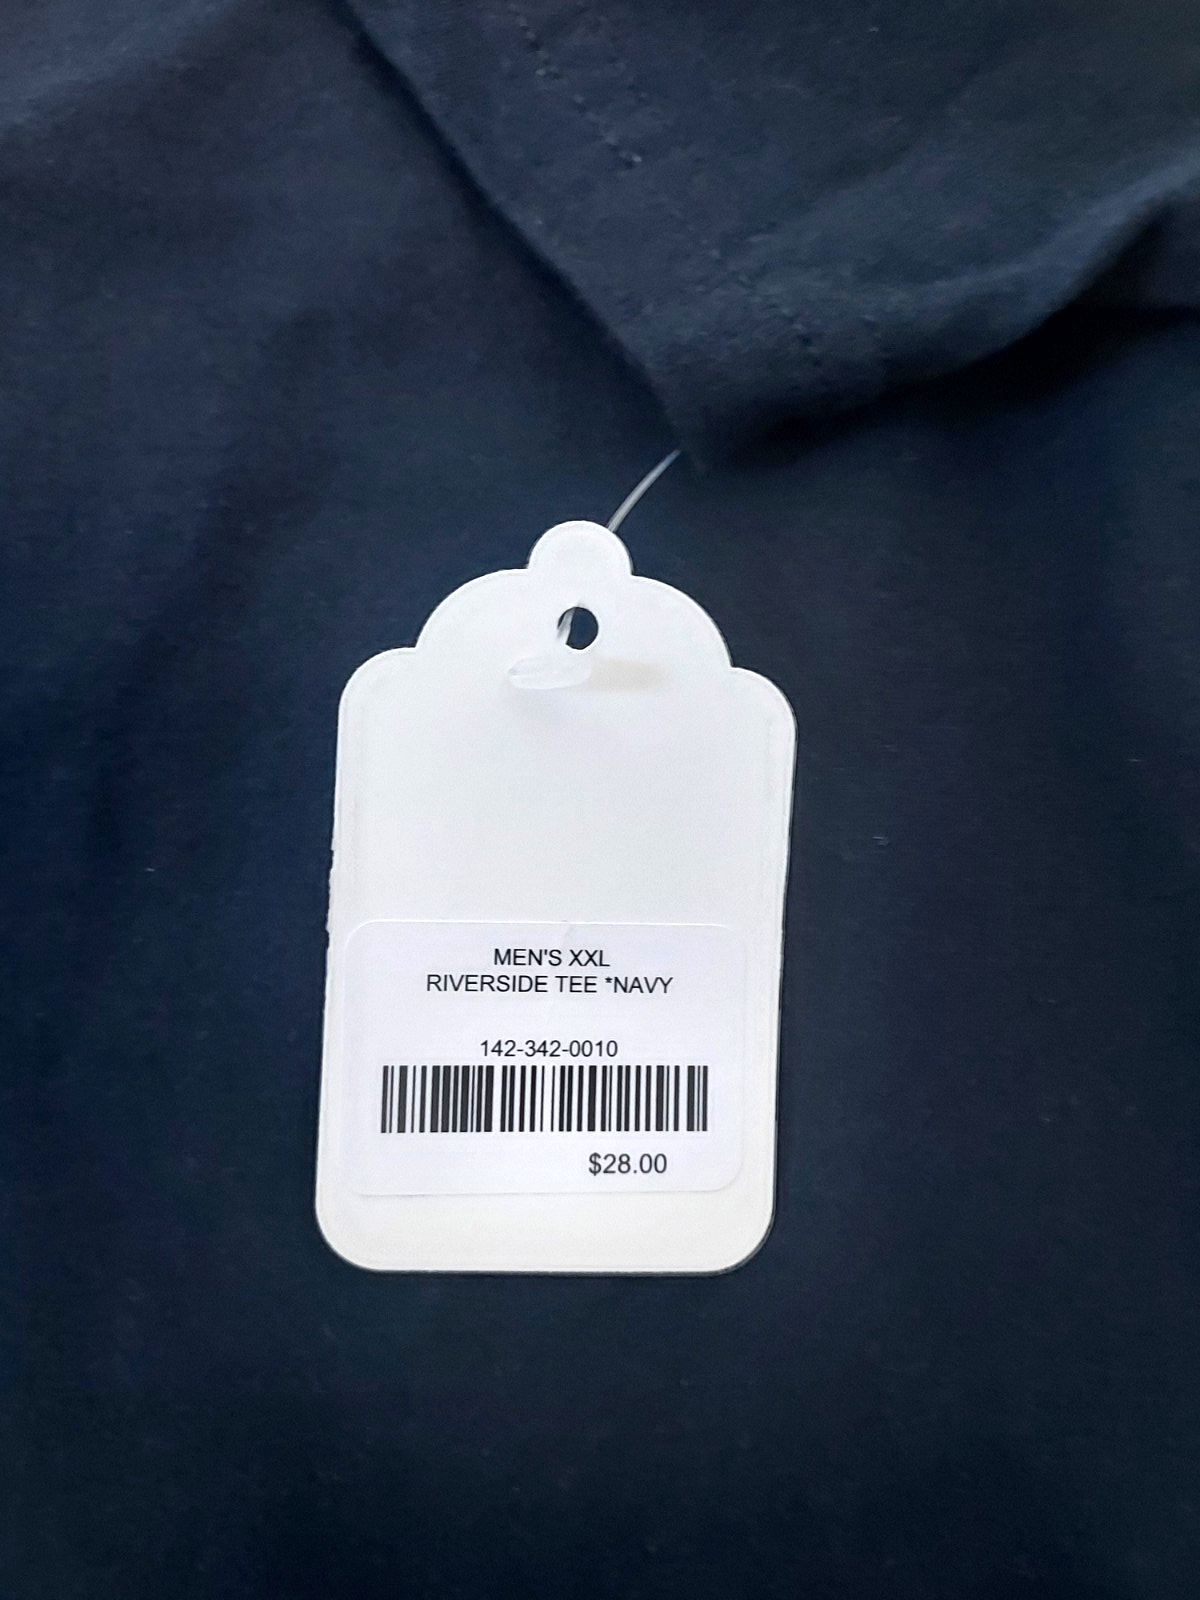 MEN'S XXL
RIVERSIDE TEE *NAVY
142-342-0010
$28.00